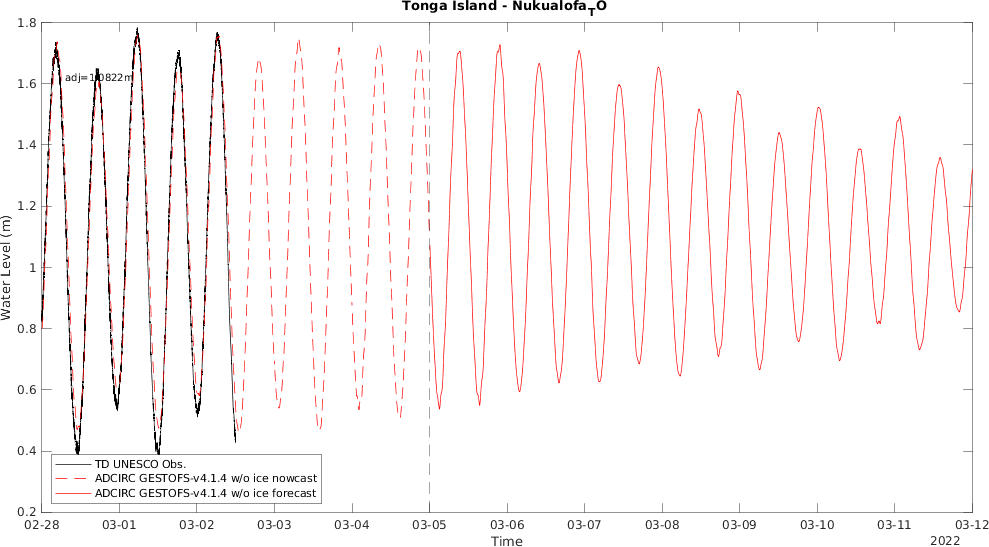 Tonga Island - NukualofaTO
1.8
adj=1.0822m
1.6
1.4
1.2
1
0.8
0.6
0.4
0.2
Water Level (m)
TD UNESCO Obs.
ADCIRC GESTOFS-v4.1.4 w/o ice nowcast
ADCIRC GESTOFS-v4.1.4 w/o ice forecast
02-28 03-01 03-02 03-03 03-04 03-05 03-06 03-07 03-08 03-09 03-10 03-11 03-12
Time
2022